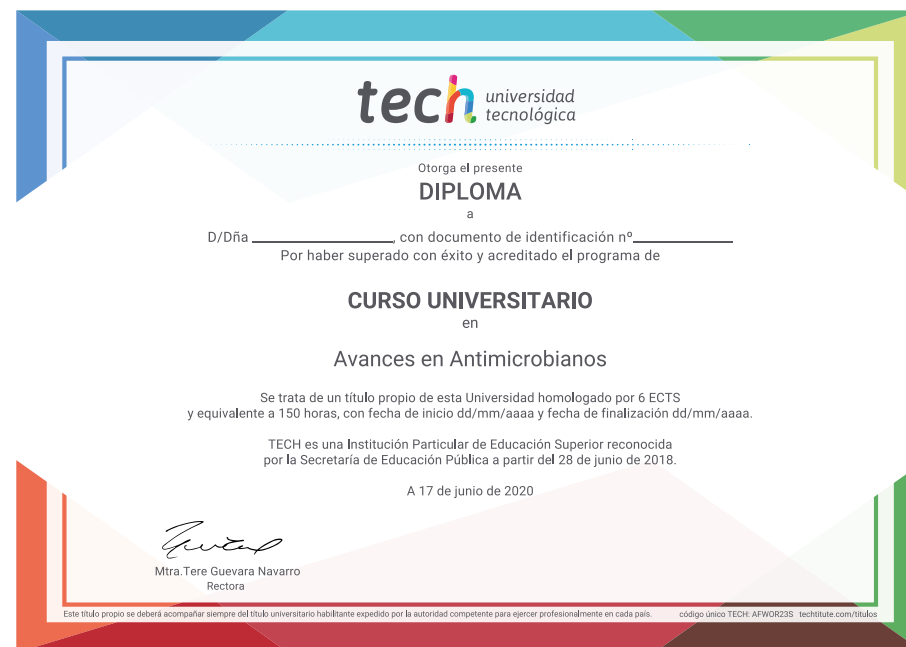 tech universidad
tecnológica
Otorga el presente
DIPLOMA
a
D/Dña ____________________, con documento de identificación nº______________
Por haber superado con éxito y acreditado el programa de
CURSO UNIVERSITARIO
en
Avances en Antimicrobianos
Se trata de un título propio de esta Universidad homologado por 6 ECTS
y equivalente a 150 horas, con fecha de inicio dd/mm/aaaa y fecha de finalización dd/mm/aaaa.
TECH es una Institución Particular de Educación Superior reconocida
por la Secretaría de Educación Pública a partir del 28 de junio de 2018.
A 17 de junio de 2020
Mtra.Tere Guevara Navarro
Rectora
Este título propio se deberá acompañar siempre del título universitario habilitante expedido por la autoridad competente para ejercer profesionalmente en cada país. código único TECH: AFWOR23S techtitute.com/títulos